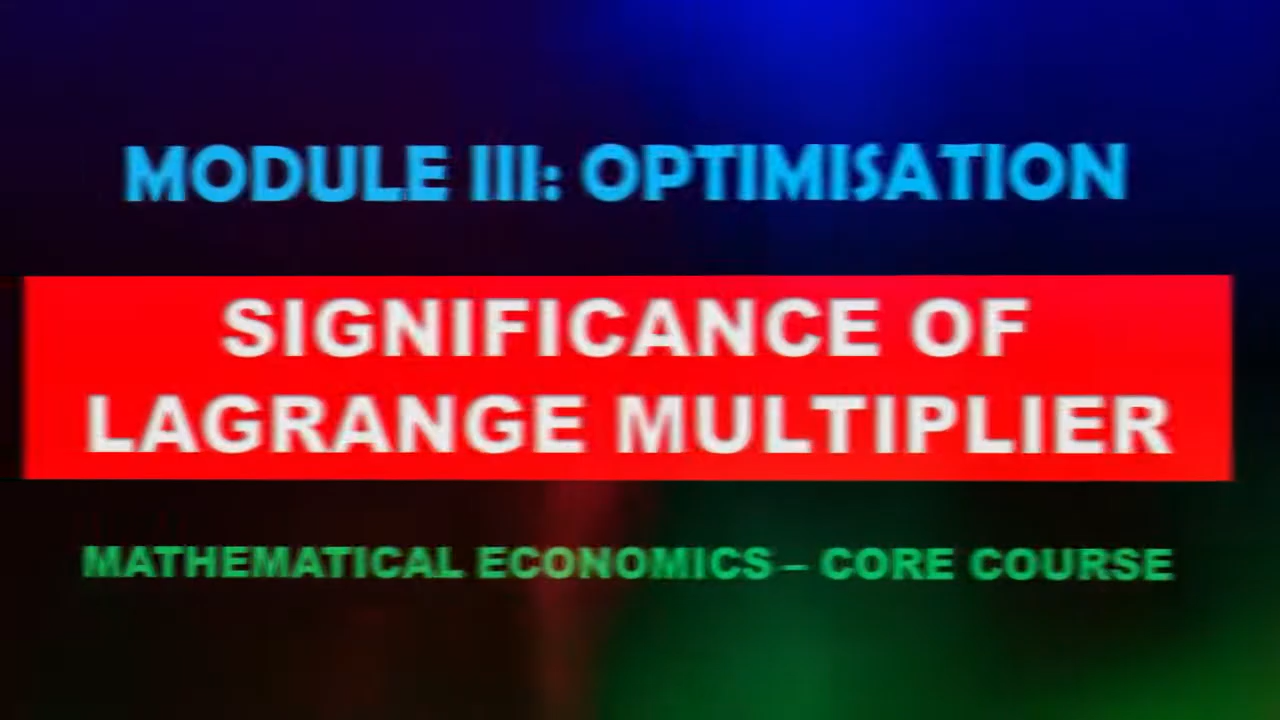 MODULE III: OPTIMISATION
SIGNIFICANCE OF
LAGRANGE MULTIPLIER
MATHEMATICAL ECONOMICS – CORE COURSE